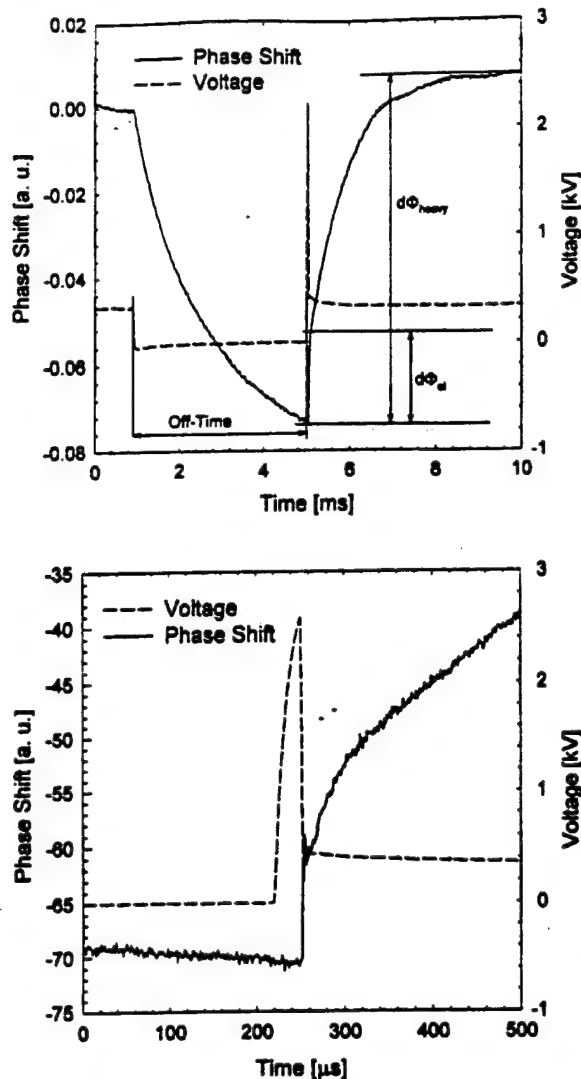 0.02
0.00
-0.02
-0.04
-0.06
-0.08
Phase Shift [a. u.]
Phase Shift
Voltage
dΦheavy
dΦel
Off-Time
3
2
1
0
-1
Voltage [kV]
0 2 4 6 8 10
Time [ms]
-35
-40
-45
-50
-55
-60
-65
-70
-75
Phase Shift [a. u.]
Voltage
Phase Shift
3
2
1
0
-1
Voltage [kV]
0 100 200 300 400 500
Time [μs]